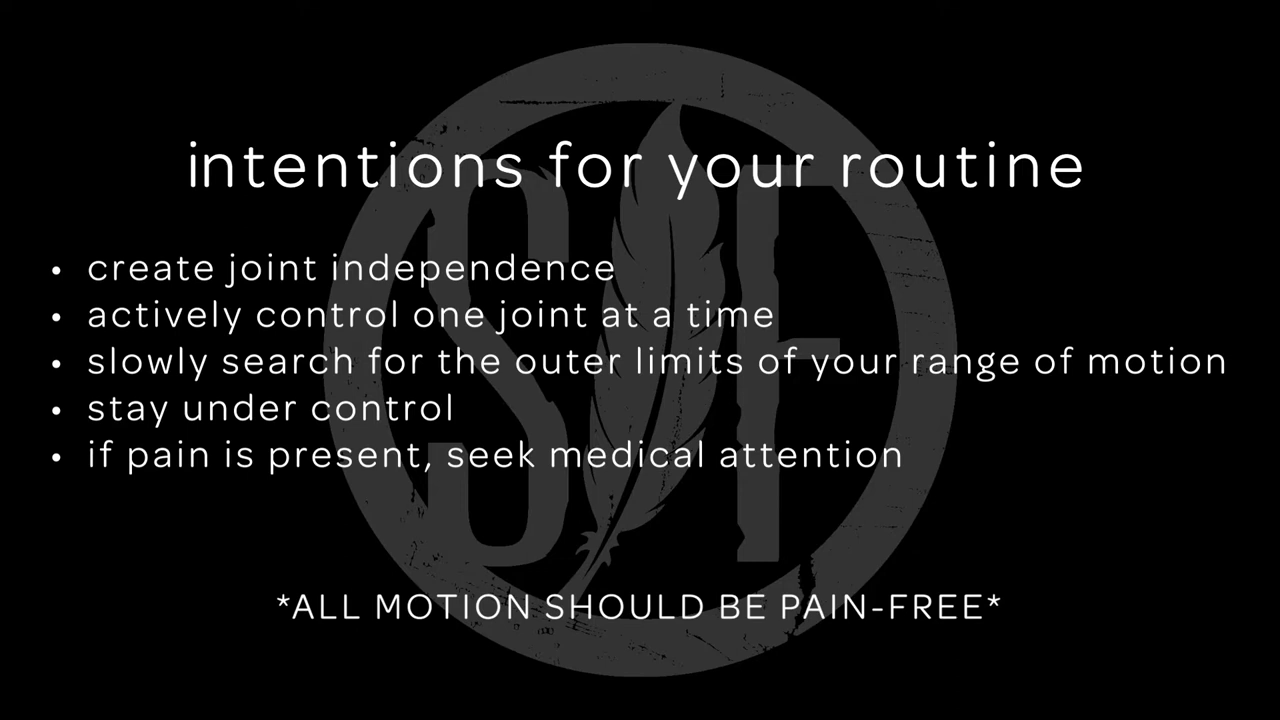 intentions for your routine
• create joint independence
• actively control one joint at a time
• slowly search for the outer limits of your range of motion
• stay under control
• if pain is present, seek medical attention
*ALL MOTION SHOULD BE PAIN-FREE*
S F